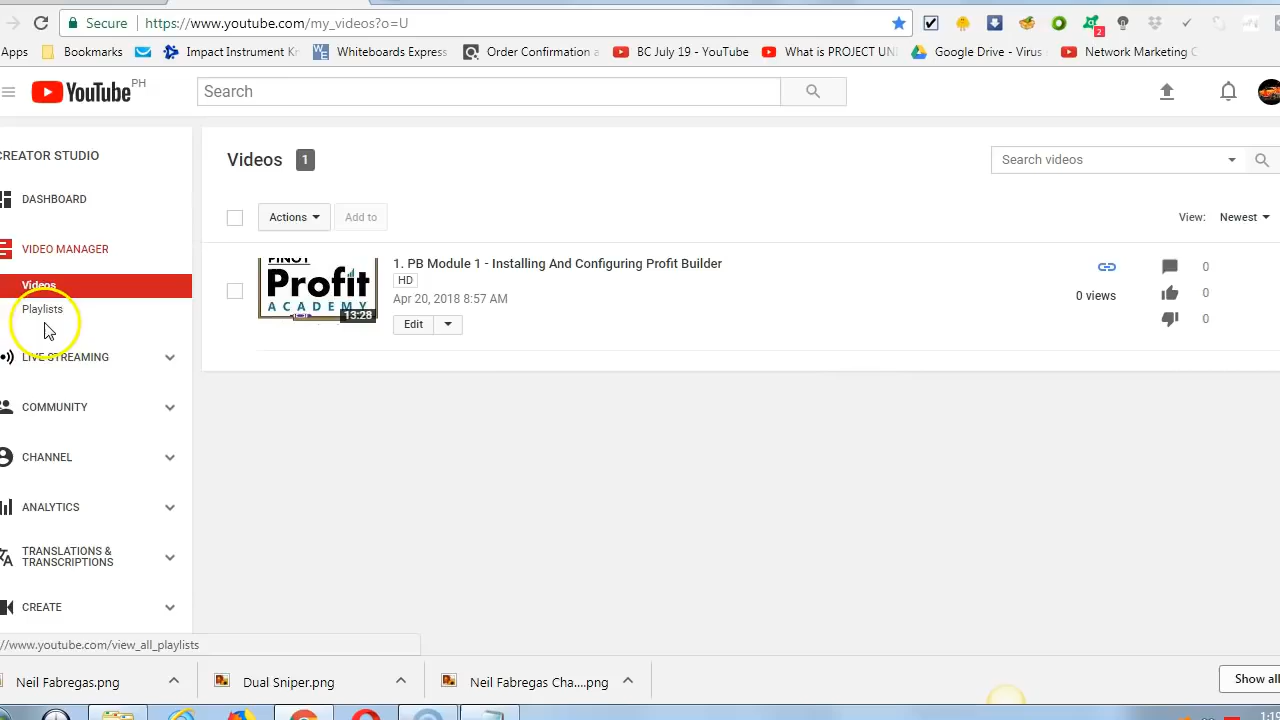 Secure
https://www.youtube.com/my_videos?o=U
2
Apps
Bookmarks
Impact Instrument Kr
Whiteboards Express
Order Confirmation a
BC July 19 - YouTube
What is PROJECT UNI
Google Drive - Virus
Network Marketing C
YouTube PH
Search
CREATOR STUDIO
DASHBOARD
VIDEO MANAGER
Videos
Playlists
LIVE STREAMING
COMMUNITY
CHANNEL
ANALYTICS
TRANSLATIONS &
TRANSCRIPTIONS
CREATE
Videos 1
Search videos
Actions
Add to
View: Newest
PINOY
Profit
ACADEMY
13:28
1. PB Module 1 - Installing And Configuring Profit Builder
HD
Apr 20, 2018 8:57 AM
Edit
0 views
0
0
0
//www.youtube.com/view_all_playlists
Neil Fabregas.png
Dual Sniper.png
Neil Fabregas Cha....png
Show all